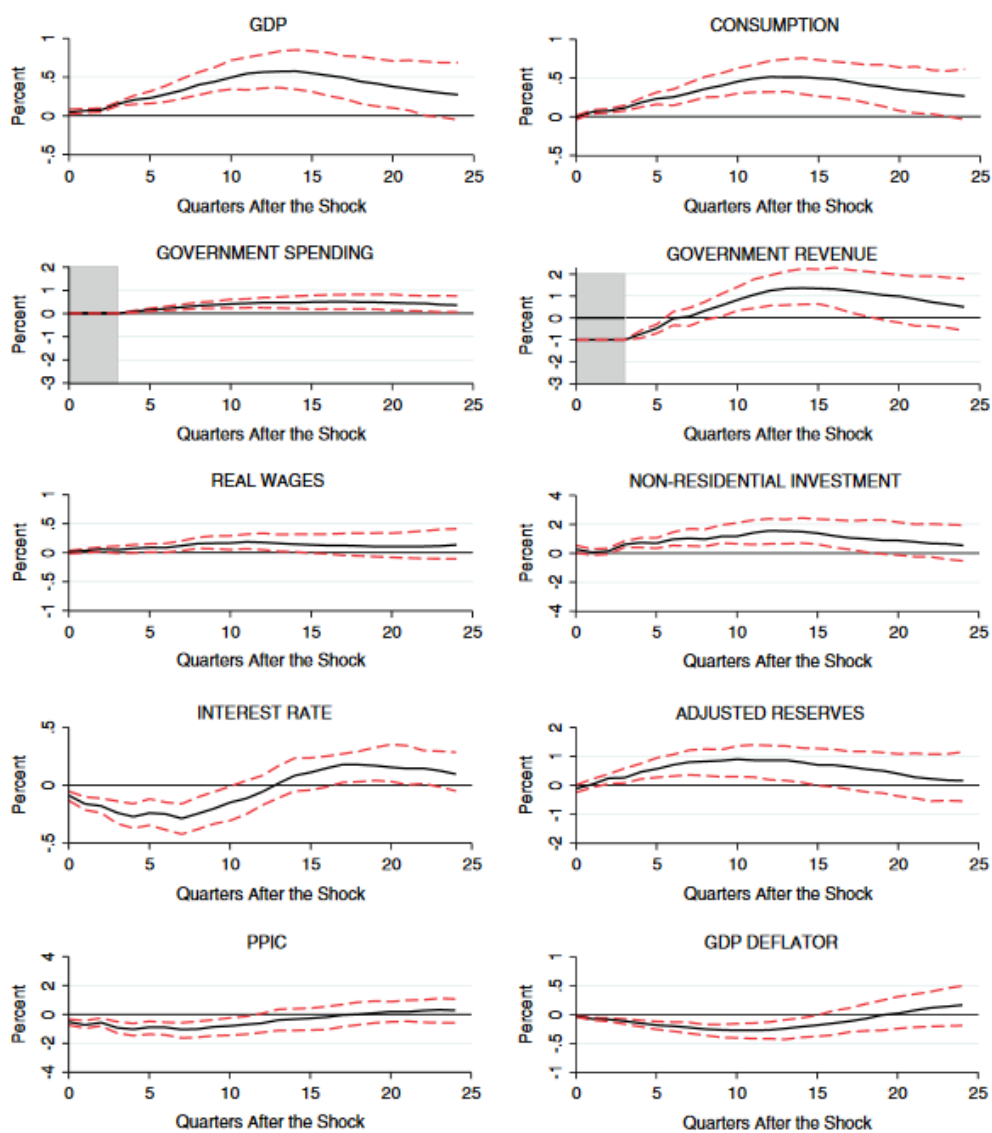 GDP
Percent
1
.5
0
-.5
0 5 10 15 20 25
Quarters After the Shock
CONSUMPTION
Percent
1
.5
0
-.5
0 5 10 15 20 25
Quarters After the Shock
GOVERNMENT SPENDING
Percent
2
1
0
-1
-2
-3
0 5 10 15 20 25
Quarters After the Shock
GOVERNMENT REVENUE
Percent
2
1
0
-1
-2
-3
0 5 10 15 20 25
Quarters After the Shock
REAL WAGES
Percent
1
.5
0
-.5
-1
0 5 10 15 20 25
Quarters After the Shock
NON-RESIDENTIAL INVESTMENT
Percent
4
2
0
-2
-4
0 5 10 15 20 25
Quarters After the Shock
INTEREST RATE
Percent
.5
0
-.5
0 5 10 15 20 25
Quarters After the Shock
ADJUSTED RESERVES
Percent
2
1
0
-1
-2
0 5 10 15 20 25
Quarters After the Shock
PPIC
Percent
4
2
0
-2
-4
0 5 10 15 20 25
Quarters After the Shock
GDP DEFLATOR
Percent
1
.5
0
-.5
-1
0 5 10 15 20 25
Quarters After the Shock